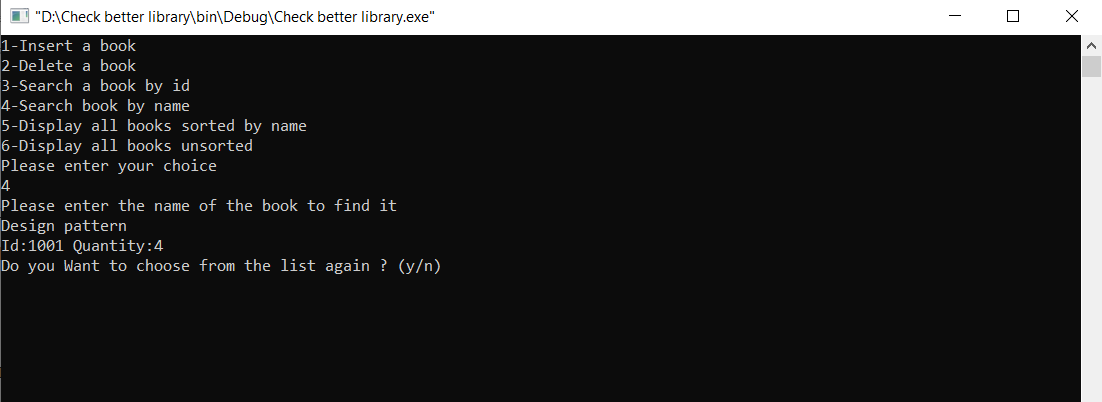 "D:\Check better library\bin\Debug\Check better library.exe"
1-Insert a book
2-Delete a book
3-Search a book by id
4-Search book by name
5-Display all books sorted by name
6-Display all books unsorted
Please enter your choice
4
Please enter the name of the book to find it
Design pattern
Id:1001 Quantity:4
Do you Want to choose from the list again ? (y/n)